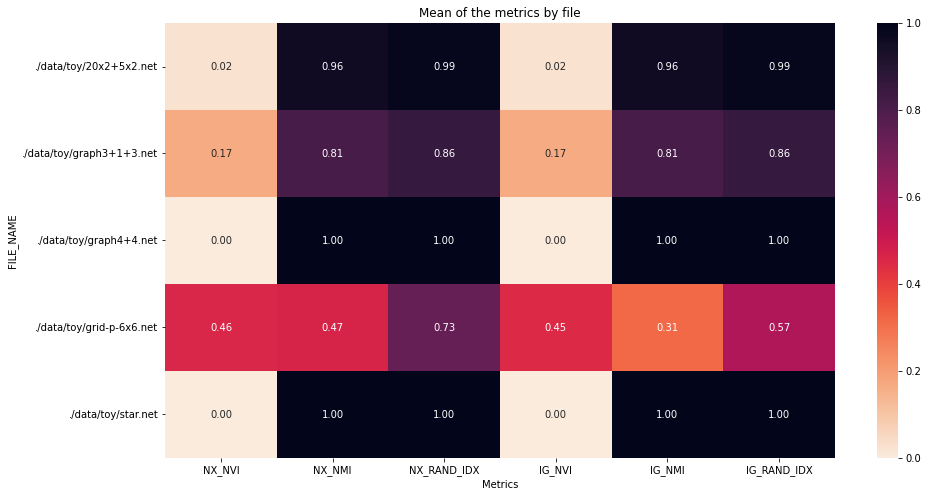 Mean of the metrics by file
FILE_NAME
./data/toy/20x2+5x2.net 0.02 0.96 0.99 0.02 0.96 0.99
./data/toy/graph3+1+3.net 0.17 0.81 0.86 0.17 0.81 0.86
./data/toy/graph4+4.net 0.00 1.00 1.00 0.00 1.00 1.00
./data/toy/grid-p-6x6.net 0.46 0.47 0.73 0.45 0.31 0.57
./data/toy/star.net 0.00 1.00 1.00 0.00 1.00 1.00
NX_NVI NX_NMI NX_RAND_IDX IG_NVI IG_NMI IG_RAND_IDX
Metrics
1.0
0.8
0.6
0.4
0.2
0.0